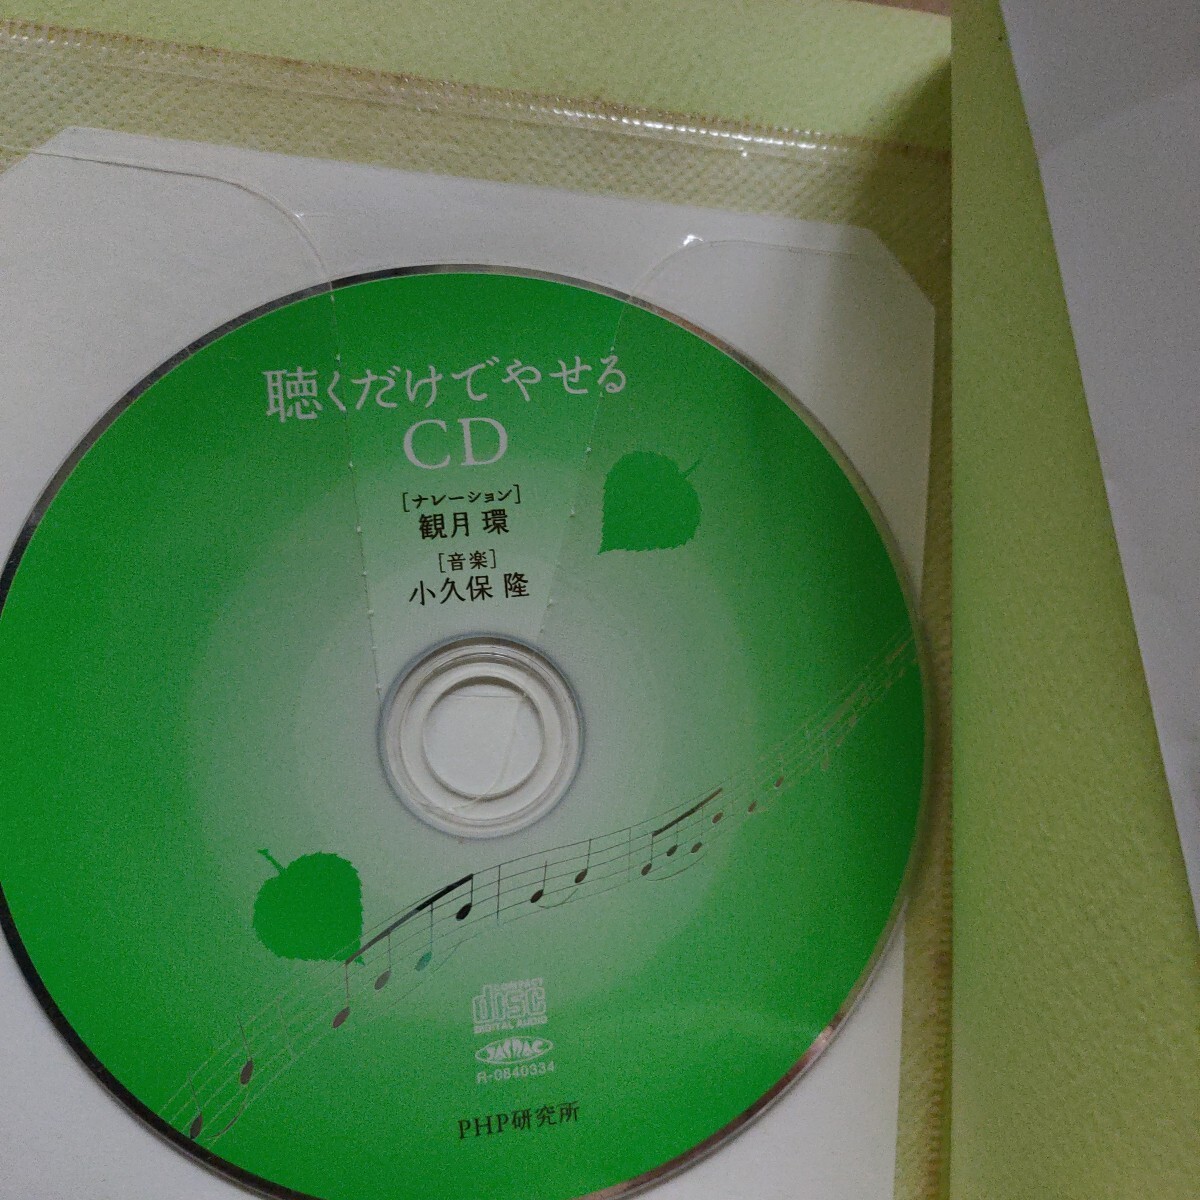 聴くだけでやせる
CD
[ナレーション]
観月 環
[音楽]
小久保 隆
COMPACT
disc
DIGITAL AUDIO
JASRAC
R-0840334
PHP研究所